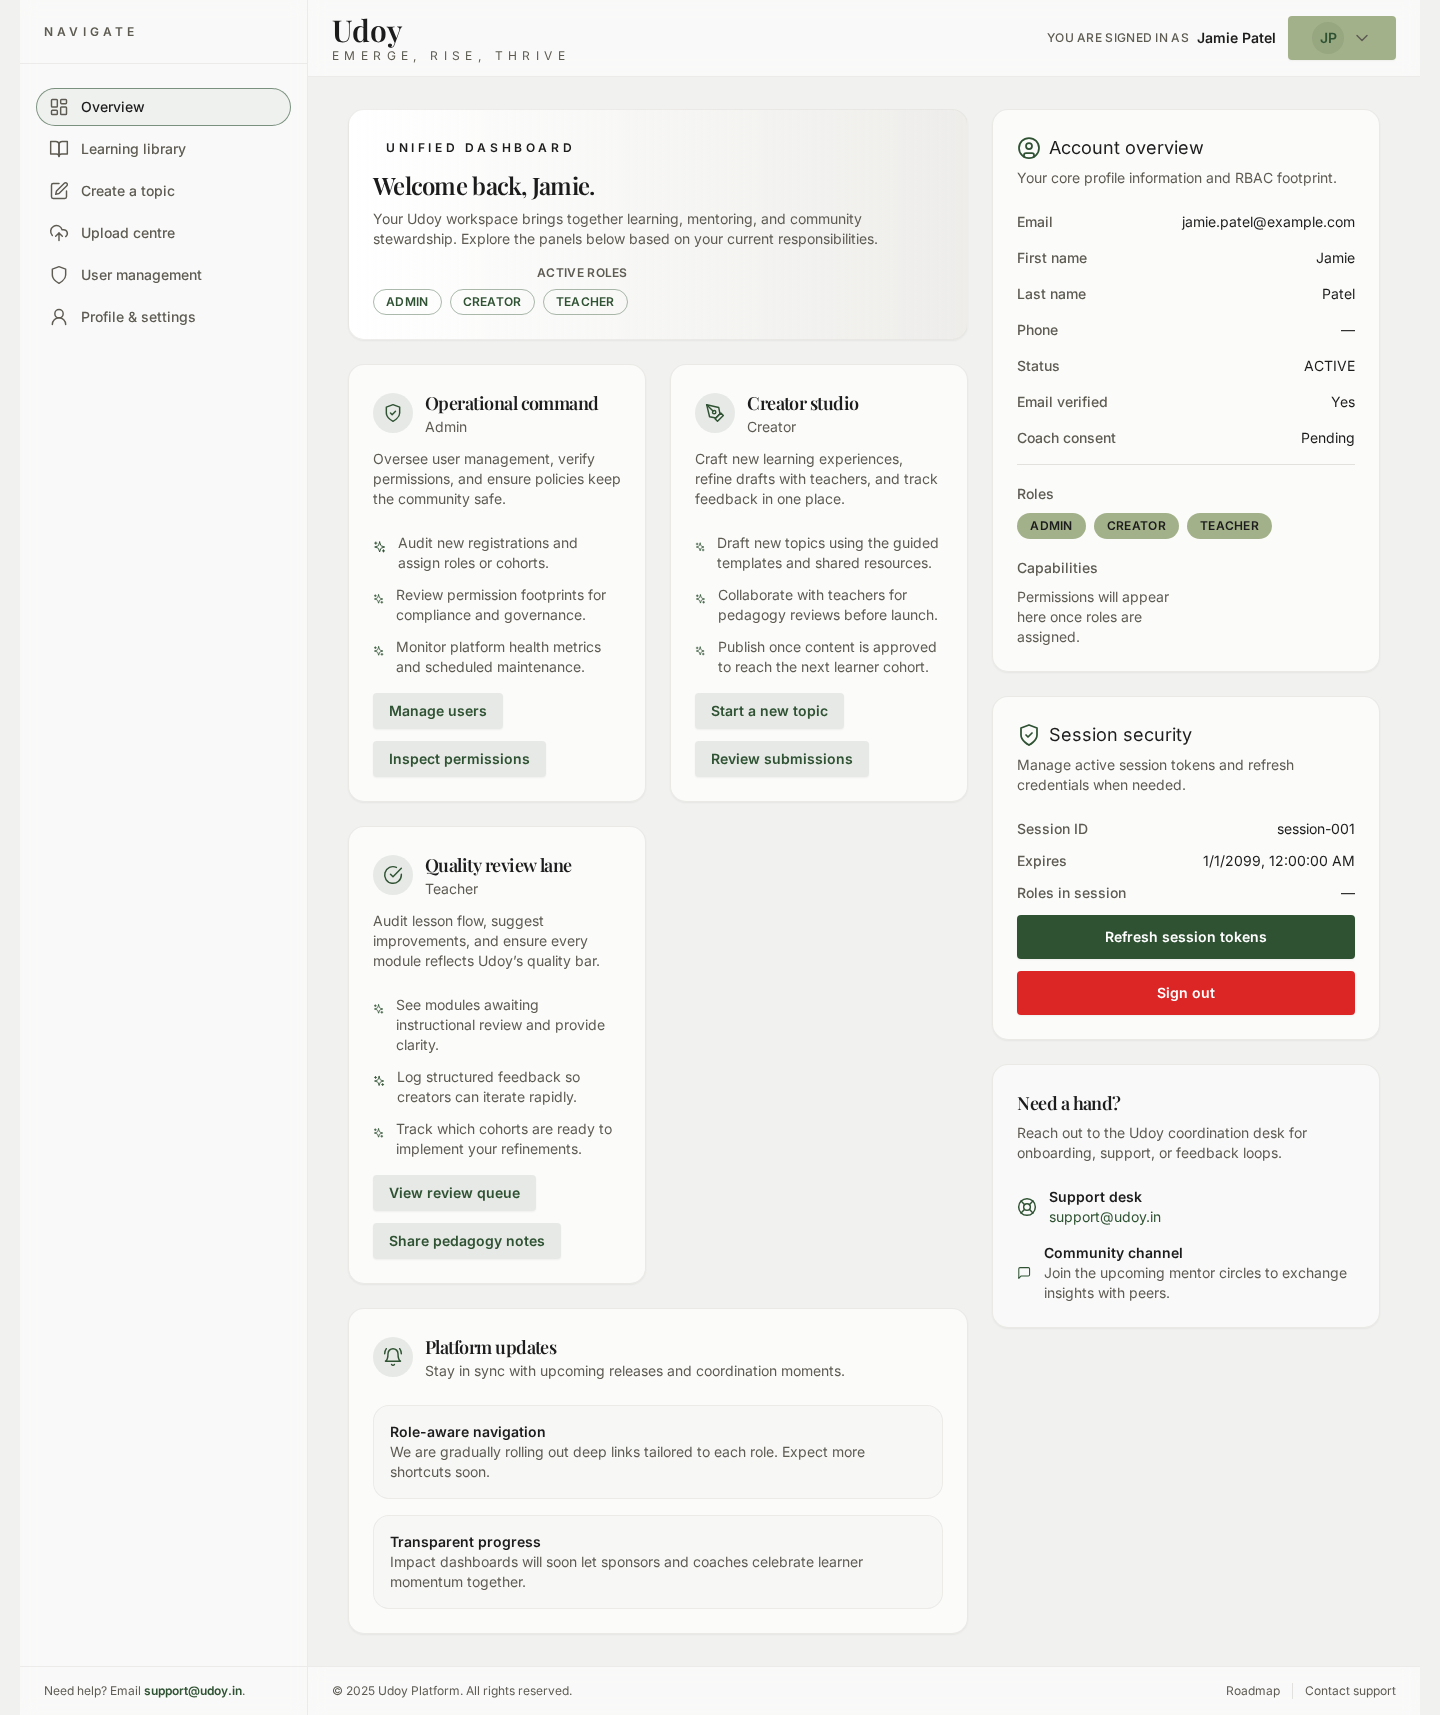 NAVIGATE
Overview
Learning library
Create a topic
Upload centre
User management
Profile & settings
Need help? Email support@udoy.in.
Udoy
EMERGE, RISE, THRIVE
YOU ARE SIGNED IN AS Jamie Patel
JP
UNIFIED DASHBOARD
Welcome back, Jamie.
Your Udoy workspace brings together learning, mentoring, and community
stewardship. Explore the panels below based on your current responsibilities.
ACTIVE ROLES
ADMIN CREATOR TEACHER
Operational command
Admin
Oversee user management, verify
permissions, and ensure policies keep
the community safe.
Audit new registrations and
assign roles or cohorts.
Review permission footprints for
compliance and governance.
Monitor platform health metrics
and scheduled maintenance.
Manage users
Inspect permissions
Creator studio
Creator
Craft new learning experiences,
refine drafts with teachers, and track
feedback in one place.
Draft new topics using the guided
templates and shared resources.
Collaborate with teachers for
pedagogy reviews before launch.
Publish once content is approved
to reach the next learner cohort.
Start a new topic
Review submissions
Quality review lane
Teacher
Audit lesson flow, suggest
improvements, and ensure every
module reflects Udoy’s quality bar.
See modules awaiting
instructional review and provide
clarity.
Log structured feedback so
creators can iterate rapidly.
Track which cohorts are ready to
implement your refinements.
View review queue
Share pedagogy notes
Platform updates
Stay in sync with upcoming releases and coordination moments.
Role-aware navigation
We are gradually rolling out deep links tailored to each role. Expect more
shortcuts soon.
Transparent progress
Impact dashboards will soon let sponsors and coaches celebrate learner
momentum together.
Account overview
Your core profile information and RBAC footprint.
Email jamie.patel@example.com
First name Jamie
Last name Patel
Phone —
Status ACTIVE
Email verified Yes
Coach consent Pending
Roles
ADMIN CREATOR TEACHER
Capabilities
Permissions will appear
here once roles are
assigned.
Session security
Manage active session tokens and refresh
credentials when needed.
Session ID session-001
Expires 1/1/2099, 12:00:00 AM
Roles in session —
Refresh session tokens
Sign out
Need a hand?
Reach out to the Udoy coordination desk for
onboarding, support, or feedback loops.
Support desk
support@udoy.in
Community channel
Join the upcoming mentor circles to exchange
insights with peers.
© 2025 Udoy Platform. All rights reserved.
Roadmap Contact support